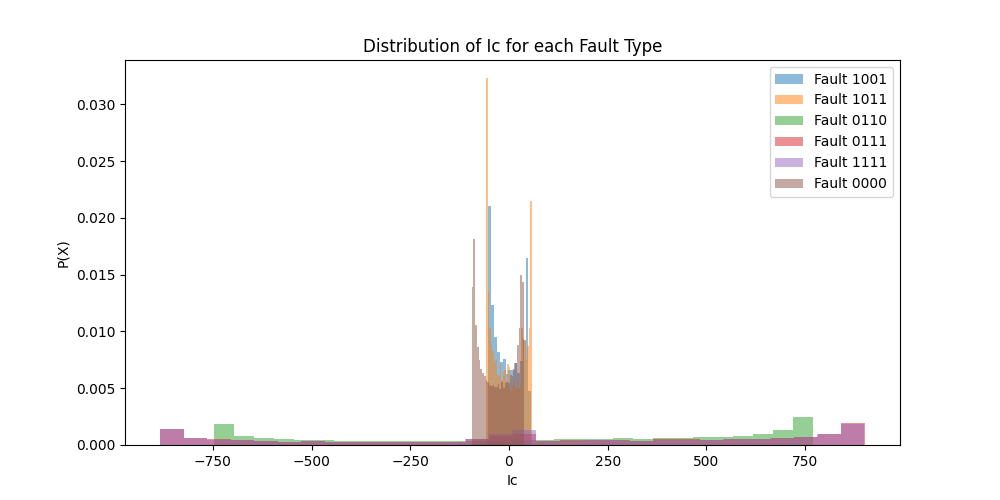 Distribution of Ic for each Fault Type
P(X)
0.030
0.025
0.020
0.015
0.010
0.005
0.000
Fault 1001
Fault 1011
Fault 0110
Fault 0111
Fault 1111
Fault 0000
−750 −500 −250 0 250 500 750
Ic